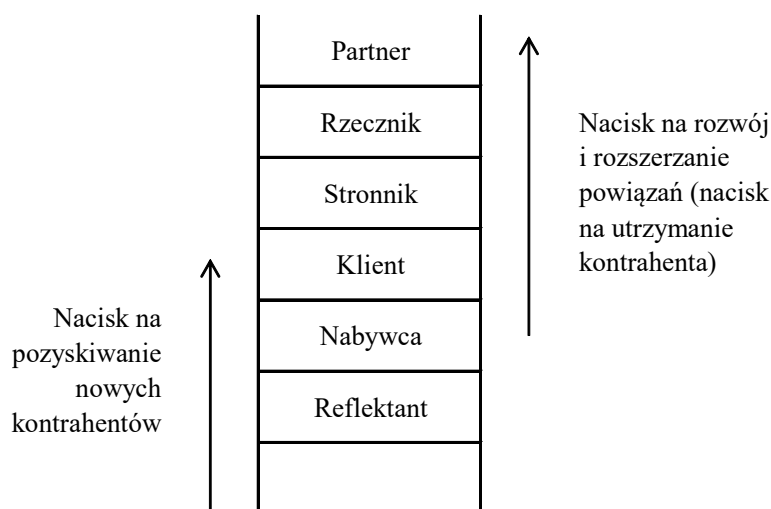 Partner
Rzecznik
Stronnik
Klient
Nabywca
Reflektant
Nacisk na rozwój
i rozszerzanie
powiązań (nacisk
na utrzymanie
kontrahenta)
Nacisk na
pozyskiwanie
nowych
kontrahentów